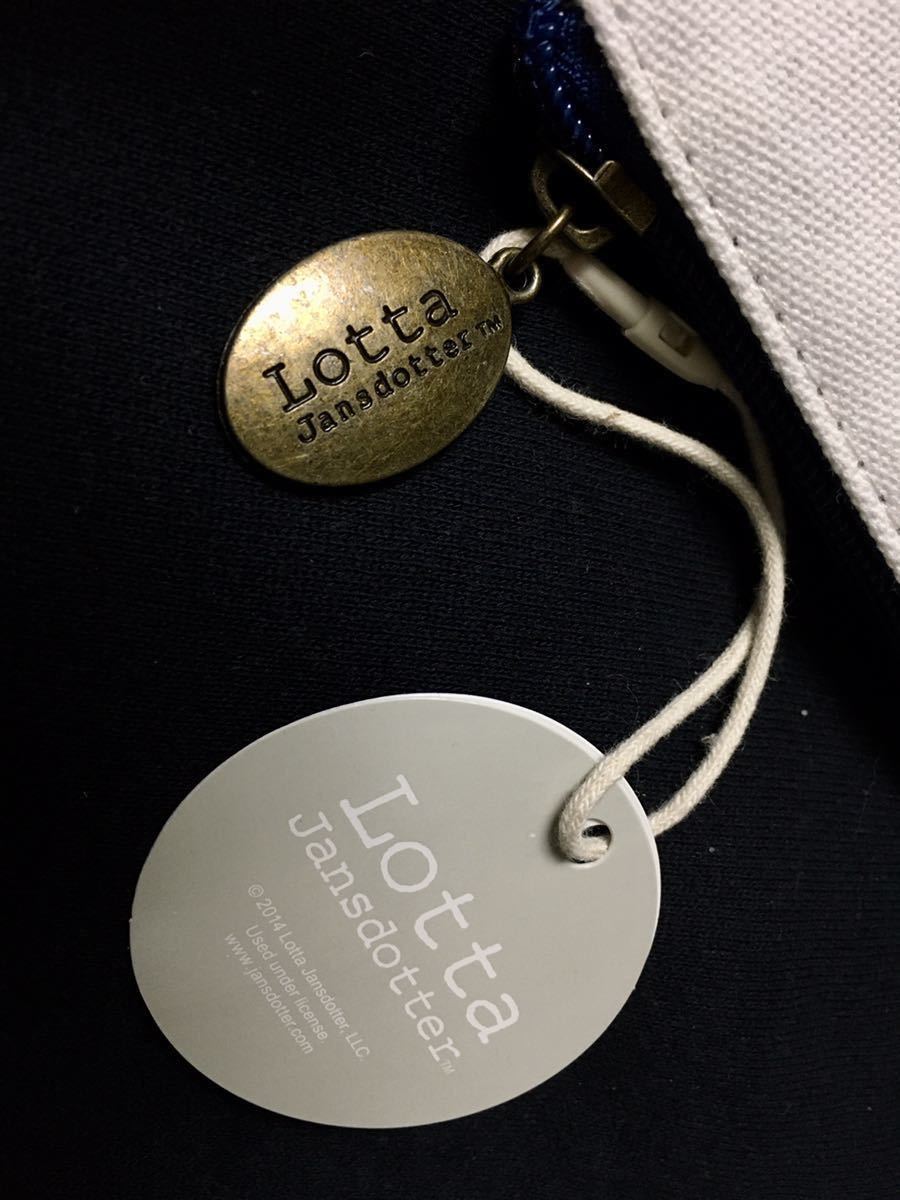 Lotta
Jansdotter™
Lotta
Jansdotter™
© 2014 Lotta Jansdotter, LLC.
Used under license
www.jansdotter.com